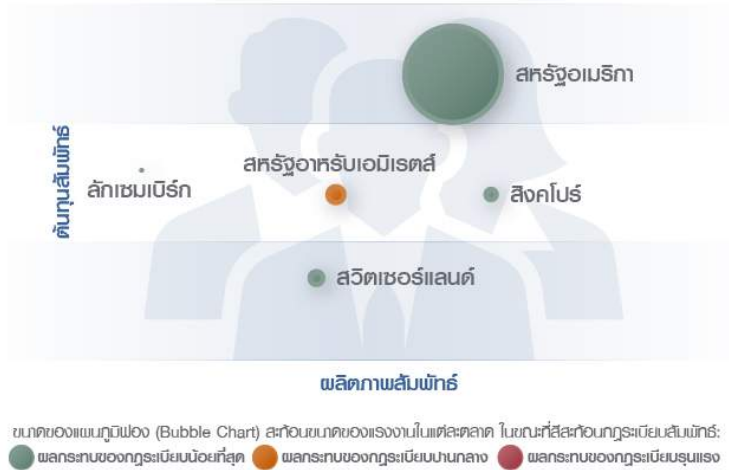 สหรัฐอเมริกา
ต้นทุนสัมพัทธ์
สหรัฐอาหรับเอมิเรตส์
ลักเซมเบิร์ก
สิงคโปร์
สวิตเซอร์แลนด์
ผลิตภาพสัมพัทธ์
ขนาดของแผนภูมิฟอง (Bubble Chart) สะท้อนขนาดของแรงงานในแต่ละตลาด ในขณะที่สีสะท้อนกฎระเบียบสัมพัทธ์:
ผลกระทบของกฎระเบียบน้อยที่สุด ผลกระทบของกฎระเบียบปานกลาง ผลกระทบของกฎระเบียบรุนแรง